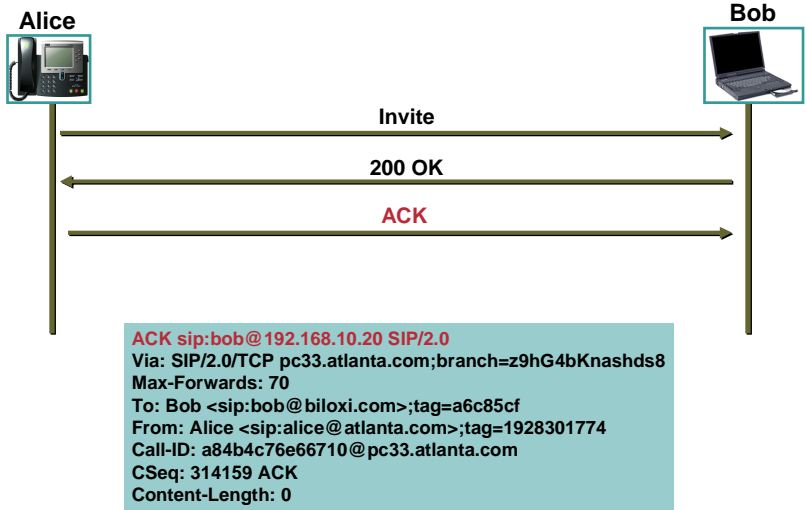 Alice
Bob
Invite
200 OK
ACK
ACK sip:bob@192.168.10.20 SIP/2.0
Via: SIP/2.0/TCP pc33.atlanta.com;branch=z9hG4bKnashds8
Max-Forwards: 70
To: Bob <sip:bob@biloxi.com>;tag=a6c85cf
From: Alice <sip:alice@atlanta.com>;tag=1928301774
Call-ID: a84b4c76e66710@pc33.atlanta.com
CSeq: 314159 ACK
Content-Length: 0